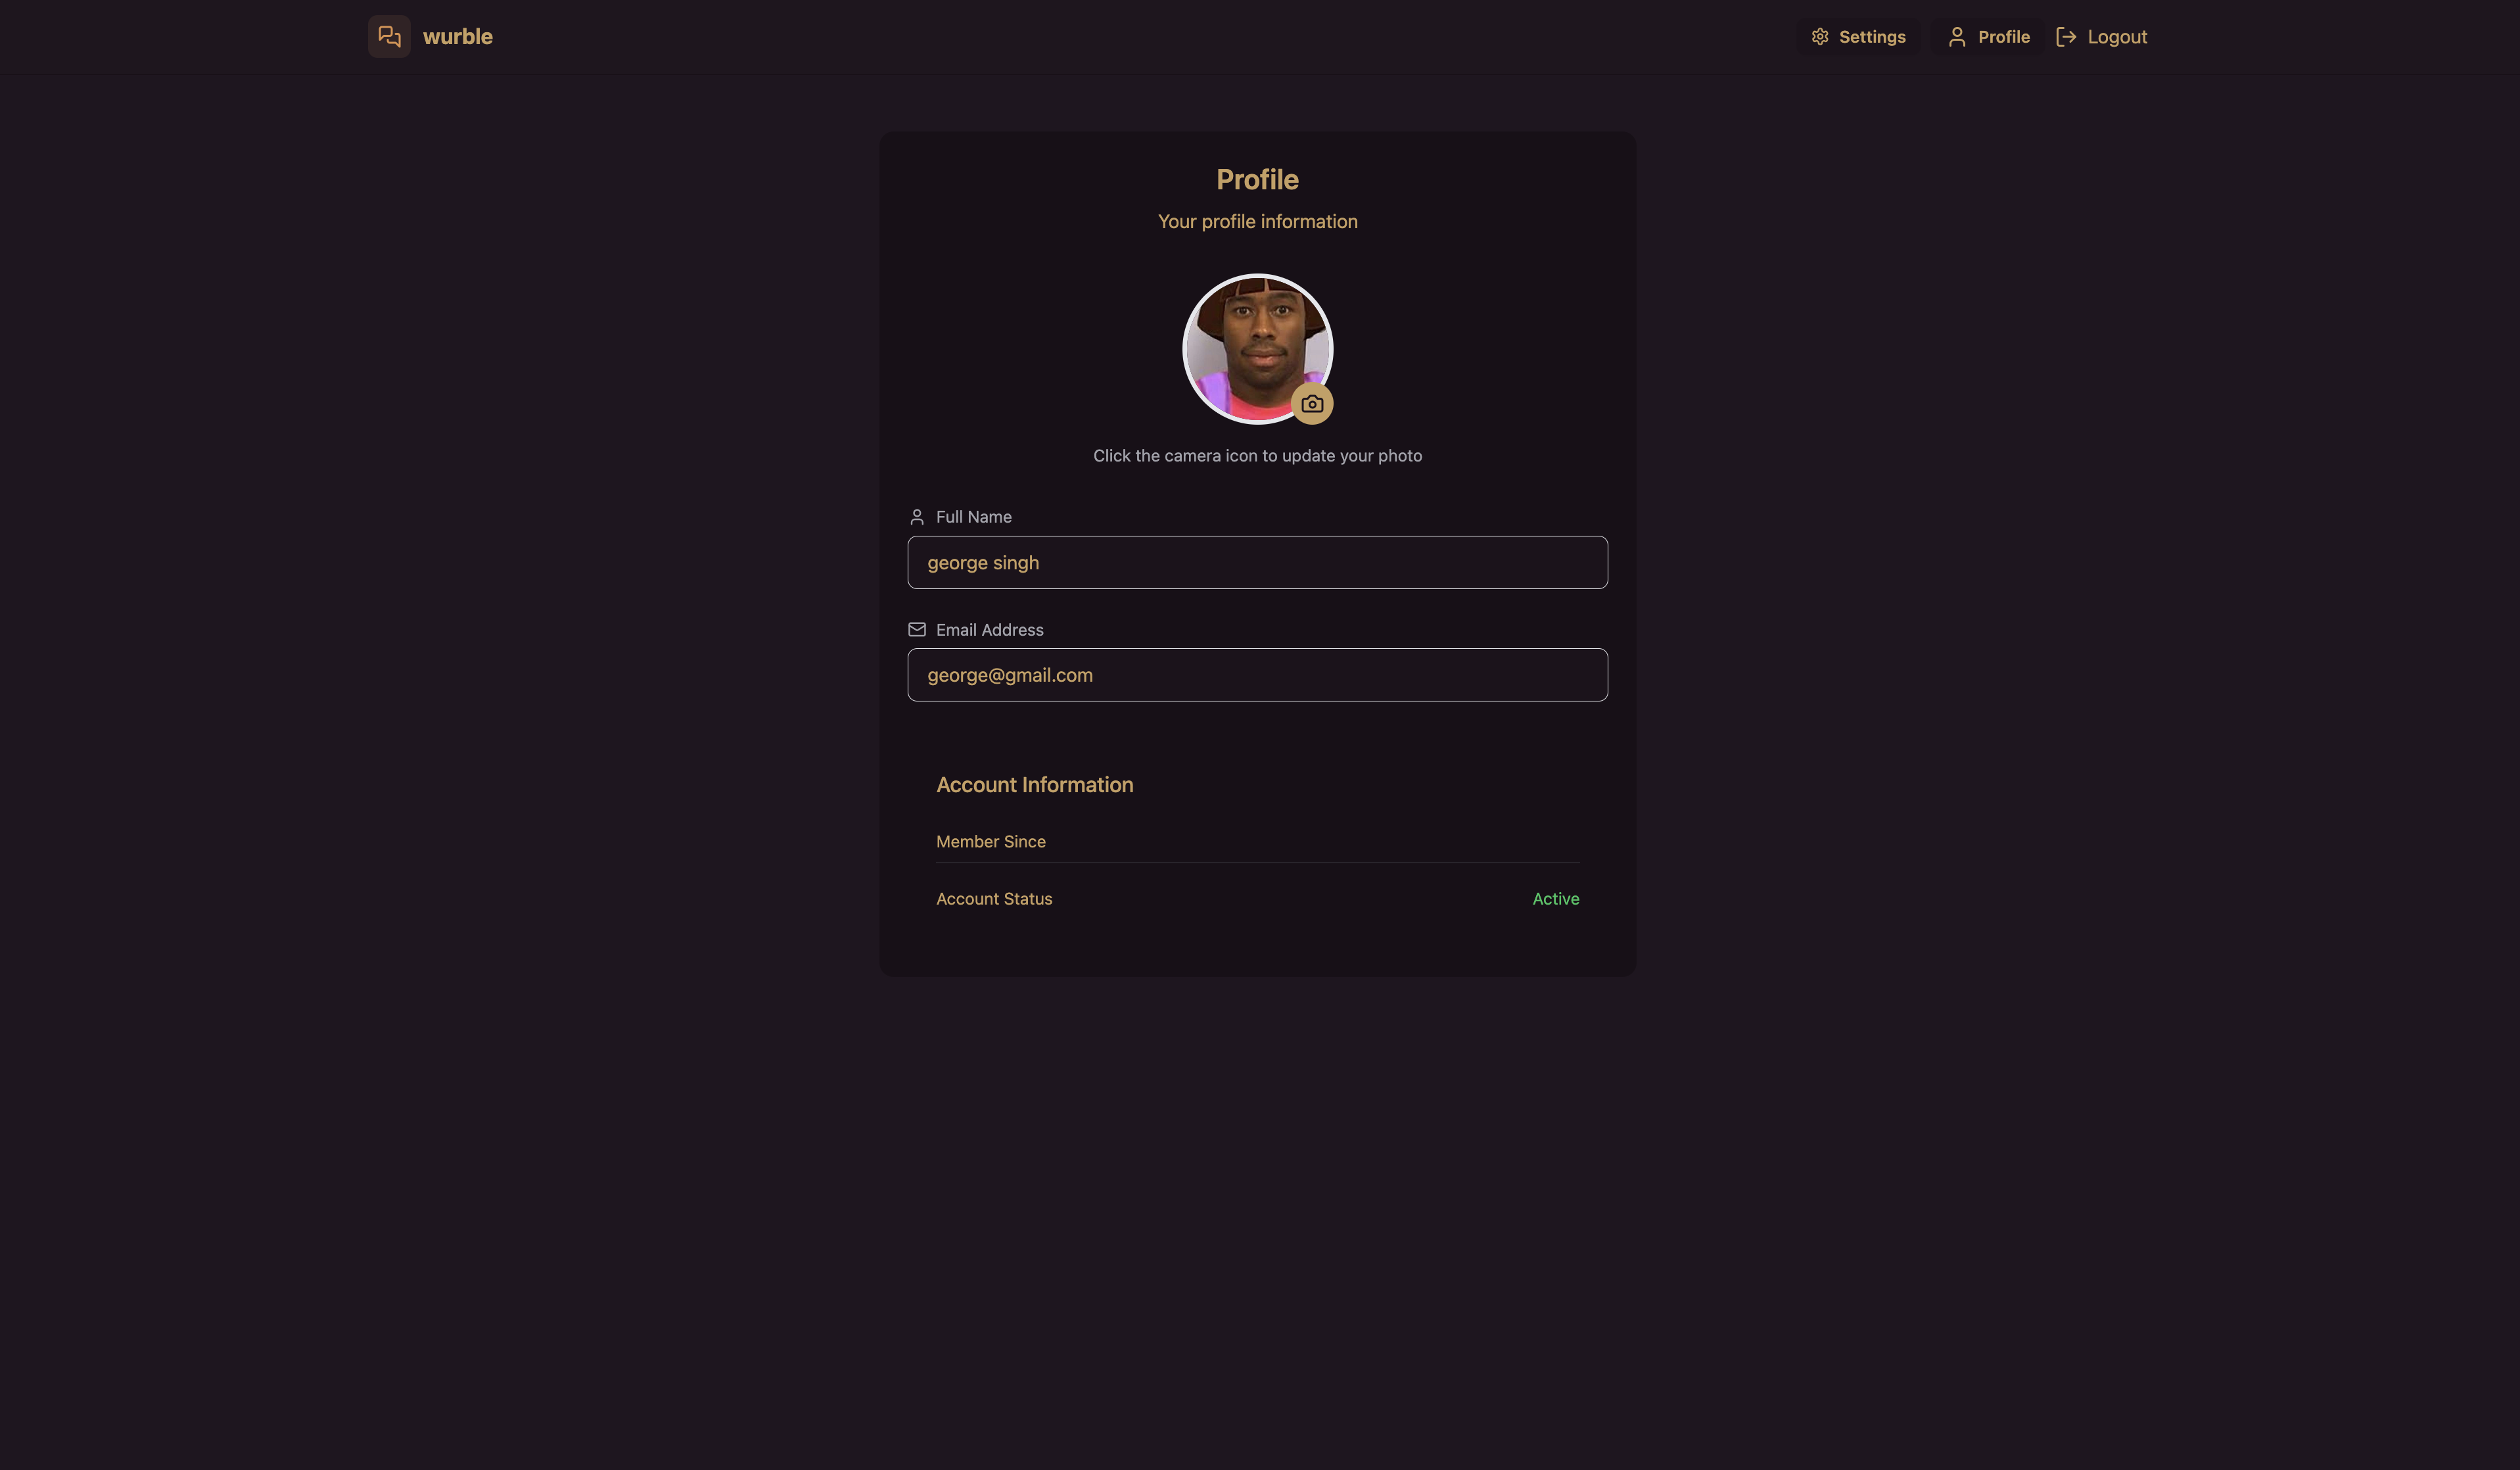 wurble
Settings
Profile
Logout
Profile
Your profile information
Click the camera icon to update your photo
Full Name
george singh
Email Address
george@gmail.com
Account Information
Member Since
Account Status
Active